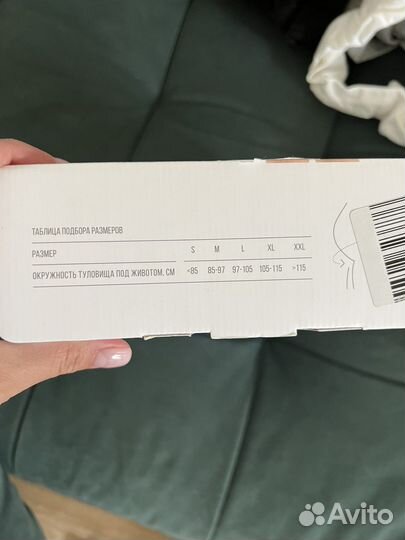 ТАБЛИЦА ПОДБОРА РАЗМЕРОВ
РАЗМЕР S M L XL XXL
ОКРУЖНОСТЬ ТУЛОВИЩА ПОД ЖИВОТОМ, СМ <85 85-97 97-105 105-115 >115
Avito